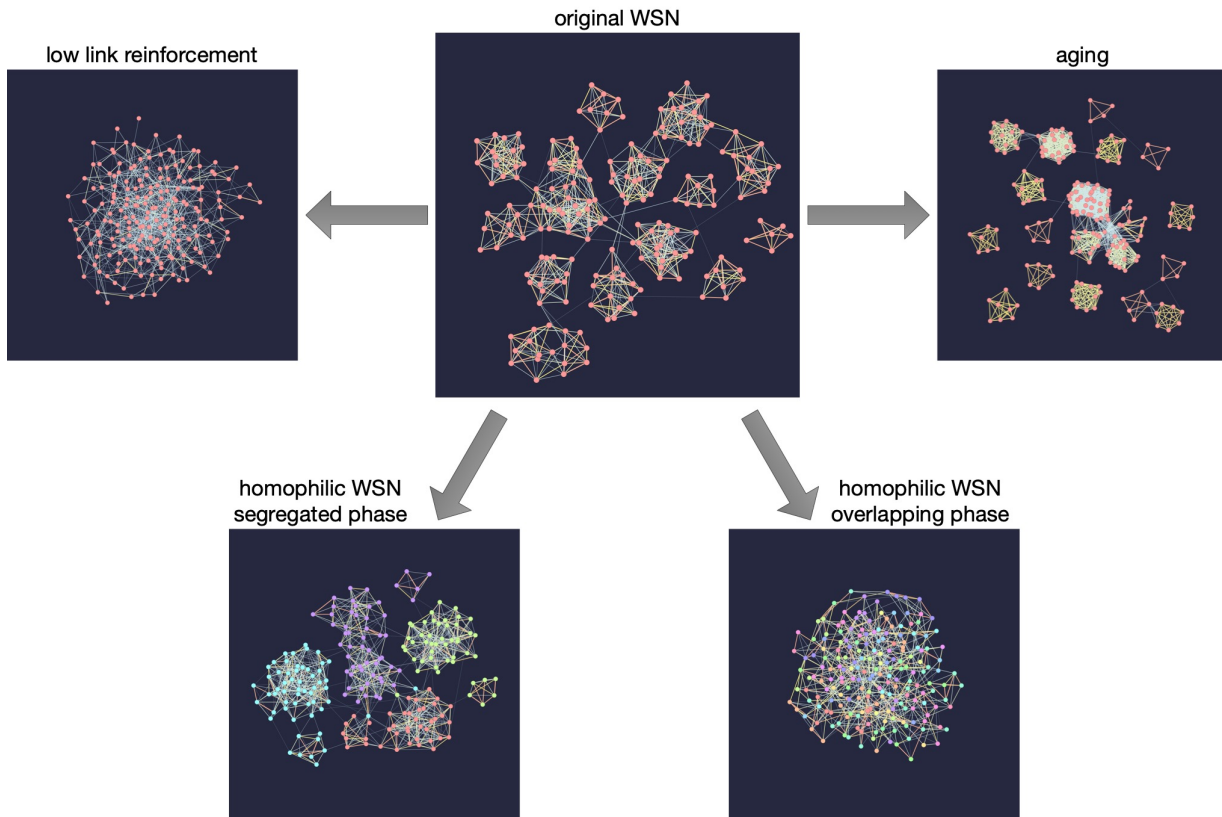 original WSN
low link reinforcement
aging
homophilic WSN
segregated phase
homophilic WSN
overlapping phase